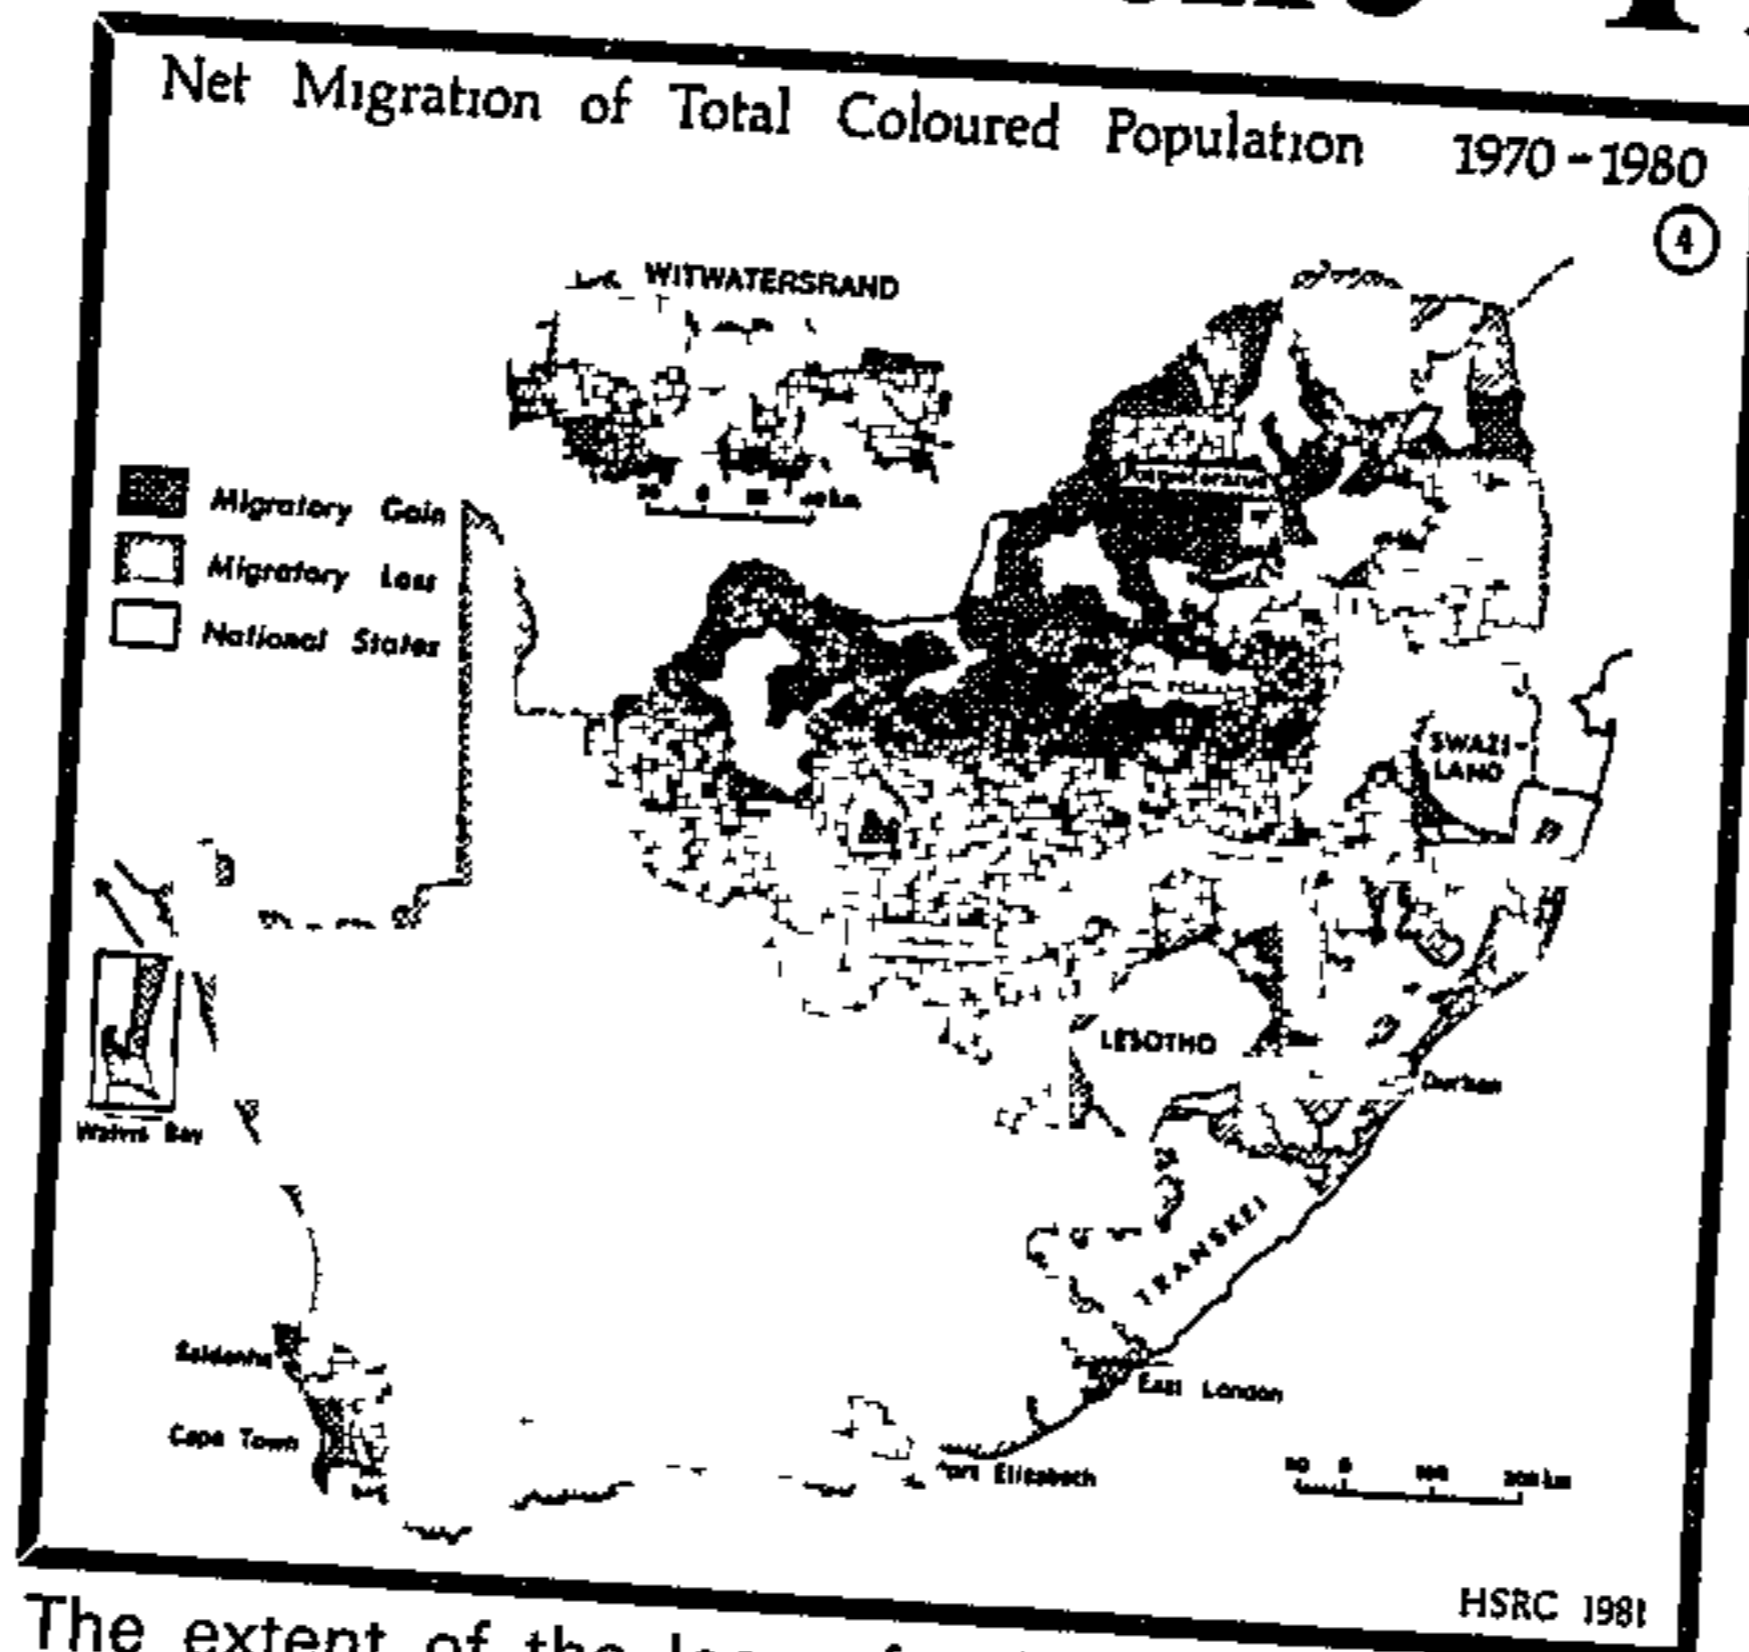 Net Migration of Total Coloured Population 1970-1980
4
WITWATERSRAND
Migratory Gain
Migratory Loss
National States
SWAZI-
LAND
LESOTHO
Durban
Walvis Bay
TRANSKEI
Saldanha
East London
Cape Town
Port Elizabeth
HSRC 1981
The extent of the